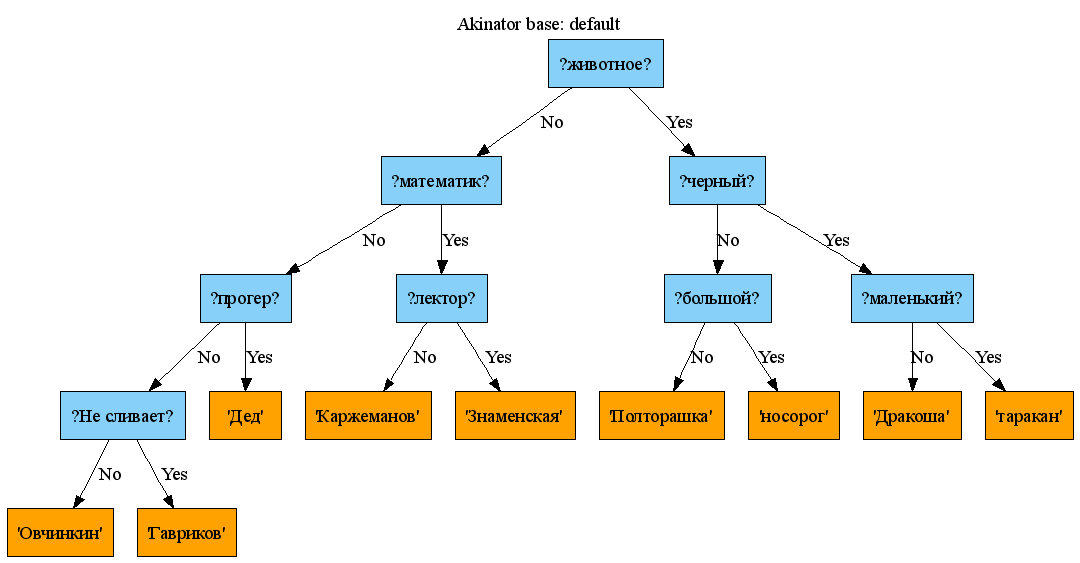 Akinator base: default
?животное?
No
Yes
?математик?
?черный?
No
Yes
No
Yes
?прогер?
?лектор?
?большой?
?маленький?
No
Yes
No
Yes
No
Yes
No
Yes
?Не сливает?
'Дед'
'Каржеманов'
'Знаменская'
'Полторашка'
'носорог'
'Дракоша'
'таракан'
No
Yes
'Овчинкин'
'Гавриков'